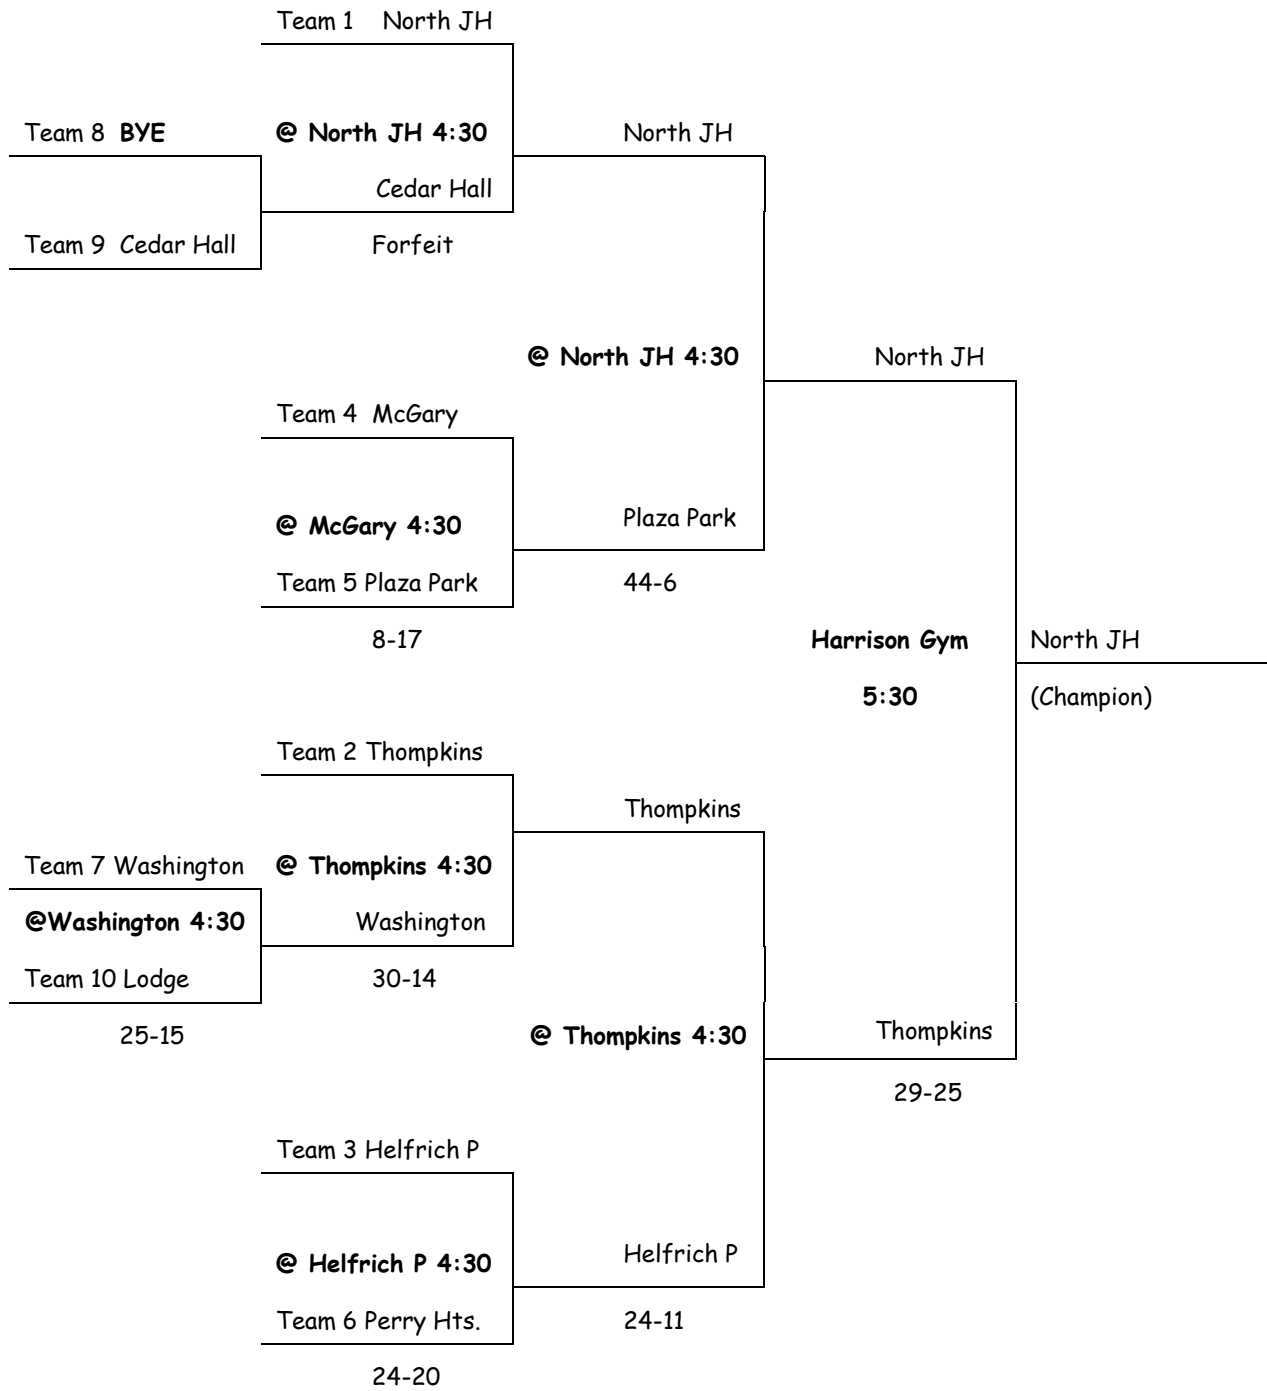 Team 1 North JH
Team 8 BYE
@ North JH 4:30
North JH
Cedar Hall
Team 9 Cedar Hall
Forfeit
@ North JH 4:30
North JH
Team 4 McGary
@ McGary 4:30
Plaza Park
Team 5 Plaza Park
44-6
8-17
Harrison Gym
5:30
North JH
(Champion)
Team 2 Thompkins
Thompkins
Team 7 Washington
@ Thompkins 4:30
@Washington 4:30
Washington
Team 10 Lodge
30-14
25-15
@ Thompkins 4:30
Thompkins
29-25
Team 3 Helfrich P
@ Helfrich P 4:30
Helfrich P
Team 6 Perry Hts.
24-11
24-20